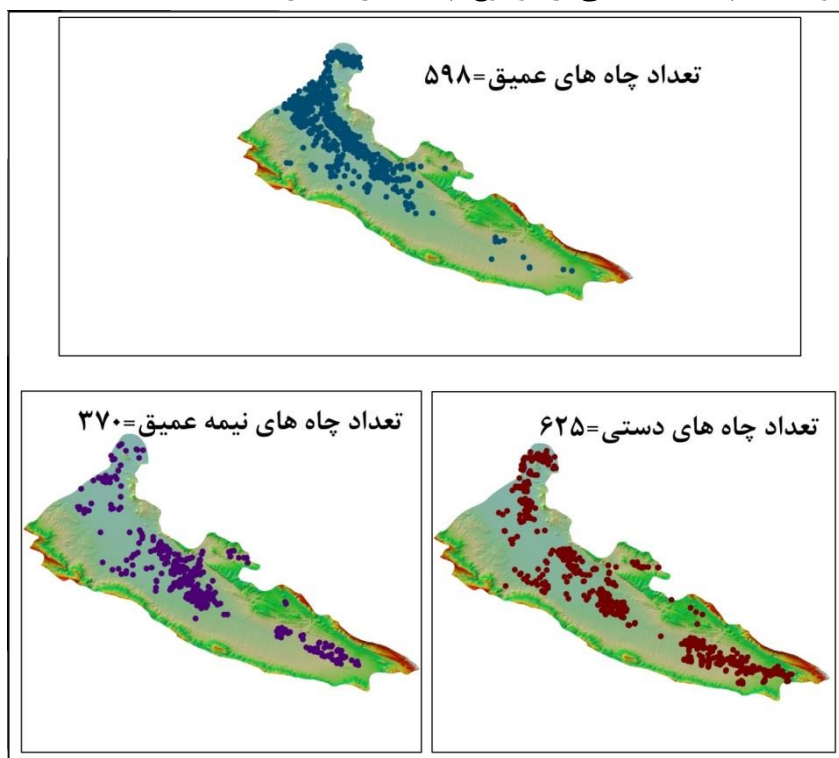 تعداد چاه های عمیق=۵۹۸
تعداد چاه های دستی=۶۲۵
تعداد چاه های نیمه عمیق=۳۷۰